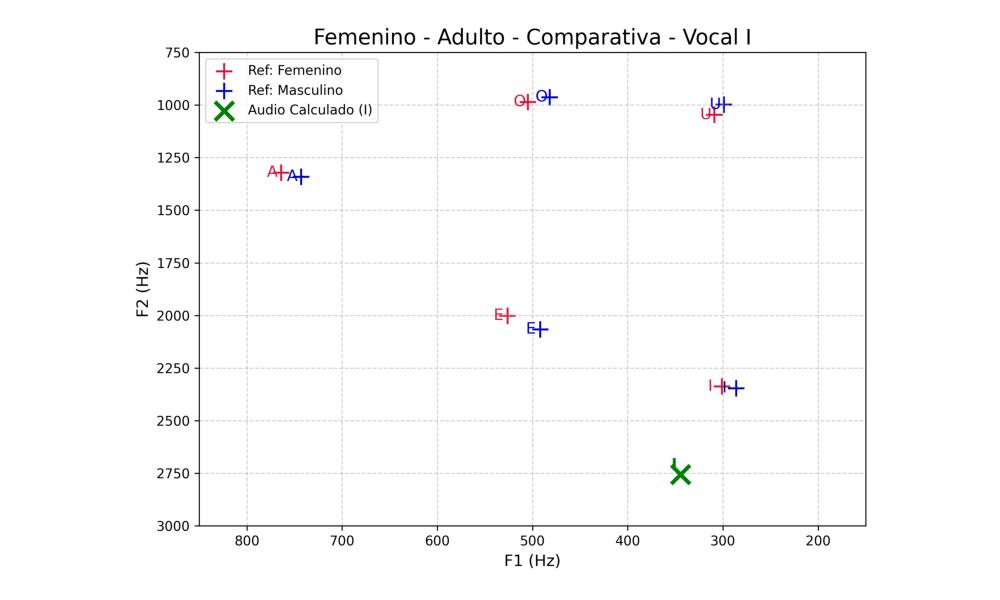 Femenino - Adulto - Comparativa - Vocal I
Ref: Femenino
Ref: Masculino
Audio Calculado (I)
F2 (Hz)
750
1000
1250
1500
1750
2000
2250
2500
2750
3000
O
O
U
U
A
A
E
E
I
I
I
800
700
600
500
400
300
200
F1 (Hz)